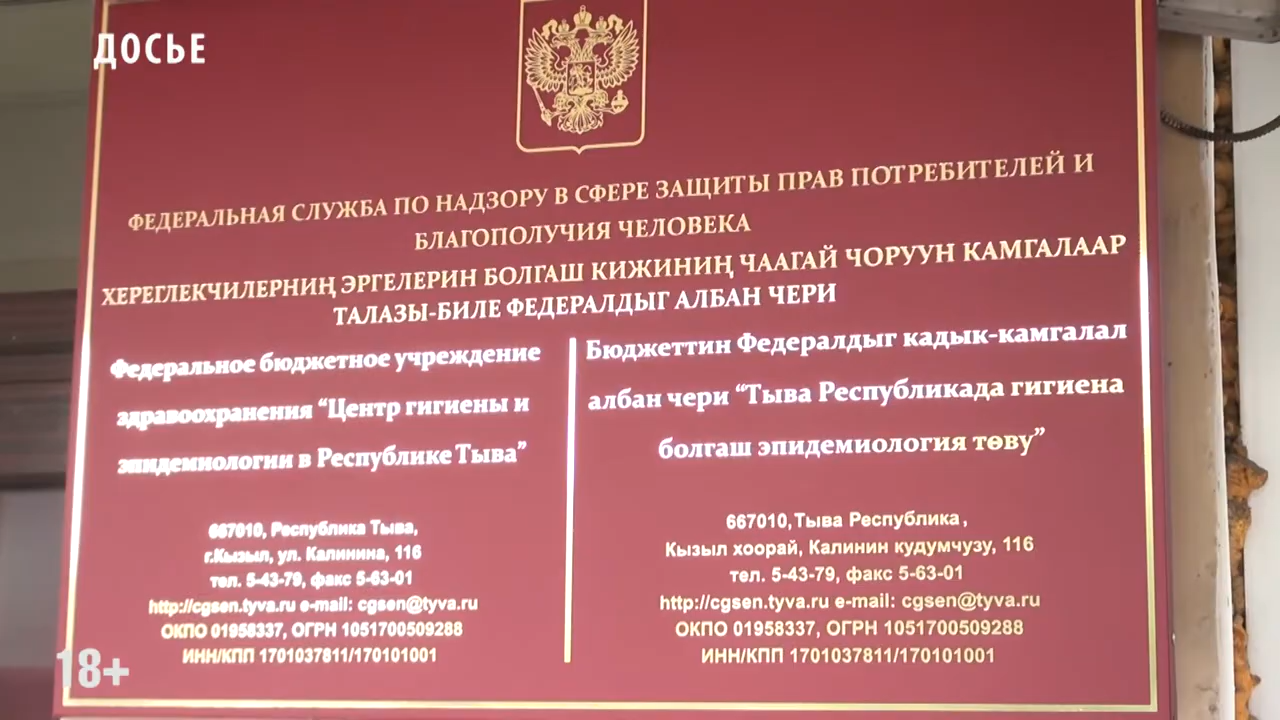 ДОСЬЕ
ФЕДЕРАЛЬНАЯ СЛУЖБА ПО НАДЗОРУ В СФЕРЕ ЗАЩИТЫ ПРАВ ПОТРЕБИТЕЛЕЙ И
БЛАГОПОЛУЧИЯ ЧЕЛОВЕКА
ХЕРЕГЛЕКЧИЛЕРНИҢ ЭРГЕЛЕРИН БОЛГАШ КИЖИНИҢ ЧААГАЙ ЧОРУУН КАМГАЛААР
ТАЛАЗЫ-БИЛЕ ФЕДЕРАЛДЫГ АЛБАН ЧЕРИ
Федеральное бюджетное учреждение
здравоохранения “Центр гигиены и
эпидемиологии в Республике Тыва”
667010, Республика Тыва,
г.Кызыл, ул. Калинина, 116
тел. 5-43-79, факс 5-63-01
http://cgsen.tyva.ru e-mail: cgsen@tyva.ru
ОКПО 01958337, ОГРН 1051700509288
ИНН/КПП 1701037811/170101001
Бюджеттин Федералдыг кадык-камгалал
албан чери “Тыва Республикада гигиена
болгаш эпидемиология төву”
667010, Тыва Республика,
Кызыл хоорай, Калинин кудумчузу, 116
тел. 5-43-79, факс 5-63-01
http://cgsen.tyva.ru e-mail: cgsen@tyva.ru
ОКПО 01958337, ОГРН 1051700509288
ИНН/КПП 1701037811/170101001
18+